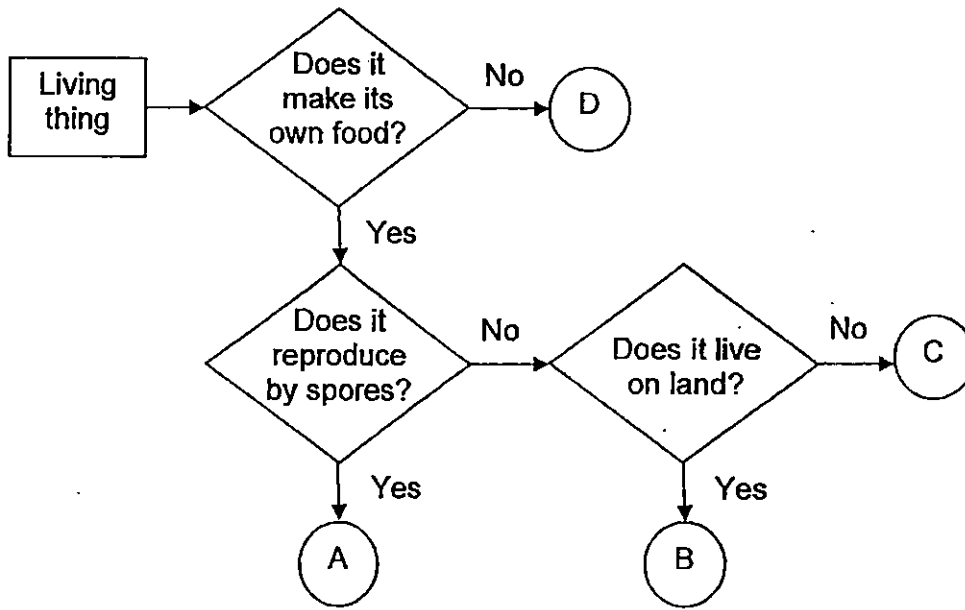 Living
thing
Does it
make its
own food?
No
D
Yes
Does it
reproduce
by spores?
No
Does it live
on land?
No
C
Yes
A
Yes
B